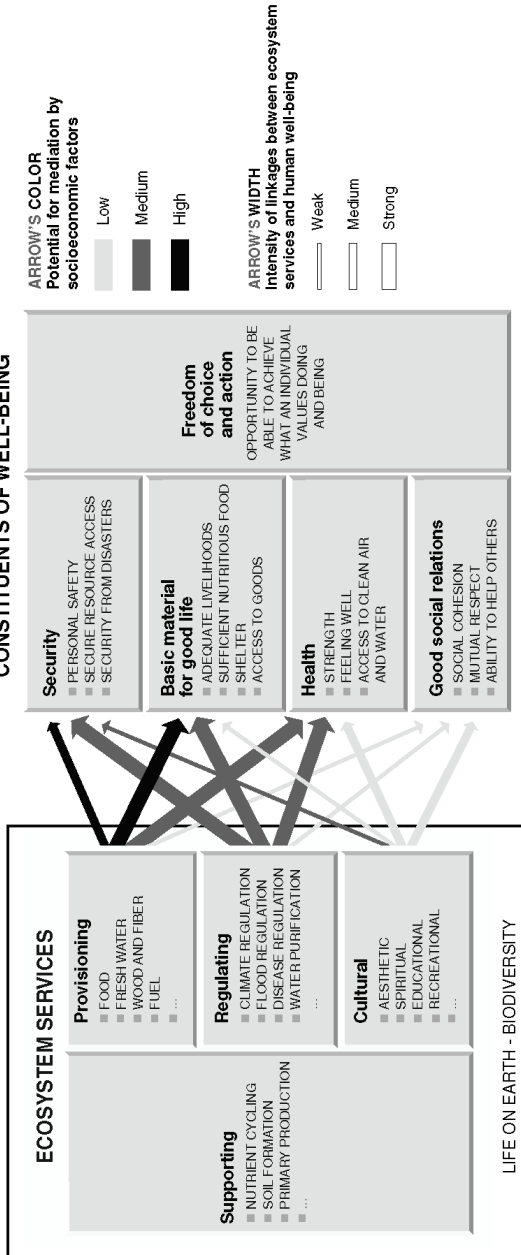 CONSTITUENTS OF WELL-BEING
ECOSYSTEM SERVICES
Supporting
NUTRIENT CYCLING
SOIL FORMATION
PRIMARY PRODUCTION
...
Provisioning
FOOD
FRESH WATER
WOOD AND FIBER
FUEL
...
Regulating
CLIMATE REGULATION
FLOOD REGULATION
DISEASE REGULATION
WATER PURIFICATION
...
Cultural
AESTHETIC
SPIRITUAL
EDUCATIONAL
RECREATIONAL
...
LIFE ON EARTH - BIODIVERSITY
Security
PERSONAL SAFETY
SECURE RESOURCE ACCESS
SECURITY FROM DISASTERS
Basic material
for good life
ADEQUATE LIVELIHOODS
SUFFICIENT NUTRITIOUS FOOD
SHELTER
ACCESS TO GOODS
Health
STRENGTH
FEELING WELL
ACCESS TO CLEAN AIR
AND WATER
Good social relations
SOCIAL COHESION
MUTUAL RESPECT
ABILITY TO HELP OTHERS
Freedom
of choice
and action
OPPORTUNITY TO BE
ABLE TO ACHIEVE
WHAT AN INDIVIDUAL
VALUES DOING
AND BEING
ARROW'S COLOR
Potential for mediation by
socioeconomic factors
Low
Medium
High
ARROW'S WIDTH
Intensity of linkages between ecosystem
services and human well-being
Weak
Medium
Strong